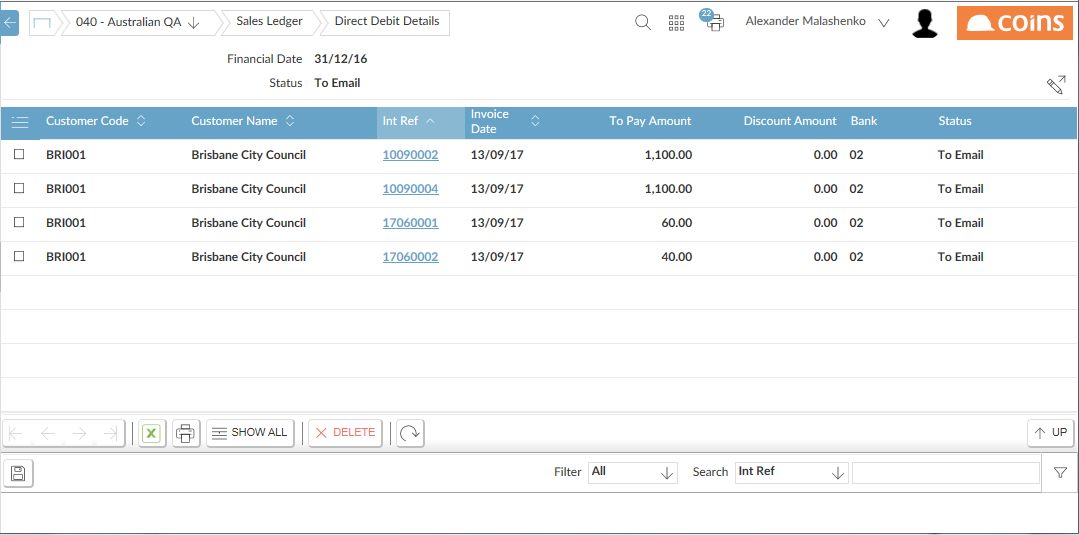 040 - Australian QA Sales Ledger Direct Debit Details 22 Alexander Malashenko coins
Financial Date 31/12/16
Status To Email
Customer Code Customer Name Int Ref Invoice Date To Pay Amount Discount Amount Bank Status
BRI001 Brisbane City Council 10090002 13/09/17 1,100.00 0.00 02 To Email
BRI001 Brisbane City Council 10090004 13/09/17 1,100.00 0.00 02 To Email
BRI001 Brisbane City Council 17060001 13/09/17 60.00 0.00 02 To Email
BRI001 Brisbane City Council 17060002 13/09/17 40.00 0.00 02 To Email
X SHOW ALL DELETE UP
Filter All Search Int Ref